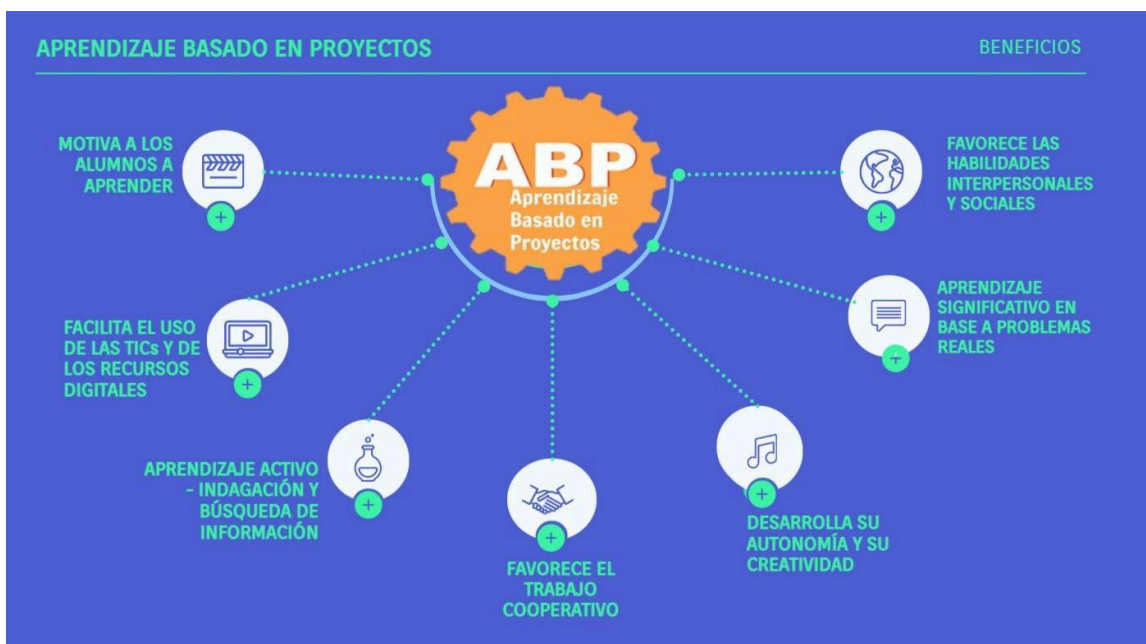 APRENDIZAJE BASADO EN PROYECTOS
BENEFICIOS
ABP
Aprendizaje
Basado en
Proyectos
MOTIVA A LOS
ALUMNOS A
APRENDER
FACILITA EL USO
DE LAS TICs Y DE
LOS RECURSOS
DIGITALES
APRENDIZAJE ACTIVO
- INDAGACIÓN Y
BÚSQUEDA DE
INFORMACIÓN
FAVORECE EL
TRABAJO
COOPERATIVO
DESARROLLA SU
AUTONOMÍA Y SU
CREATIVIDAD
APRENDIZAJE
SIGNIFICATIVO EN
BASE A PROBLEMAS
REALES
FAVORECE LAS
HABILIDADES
INTERPERSONALES
Y SOCIALES